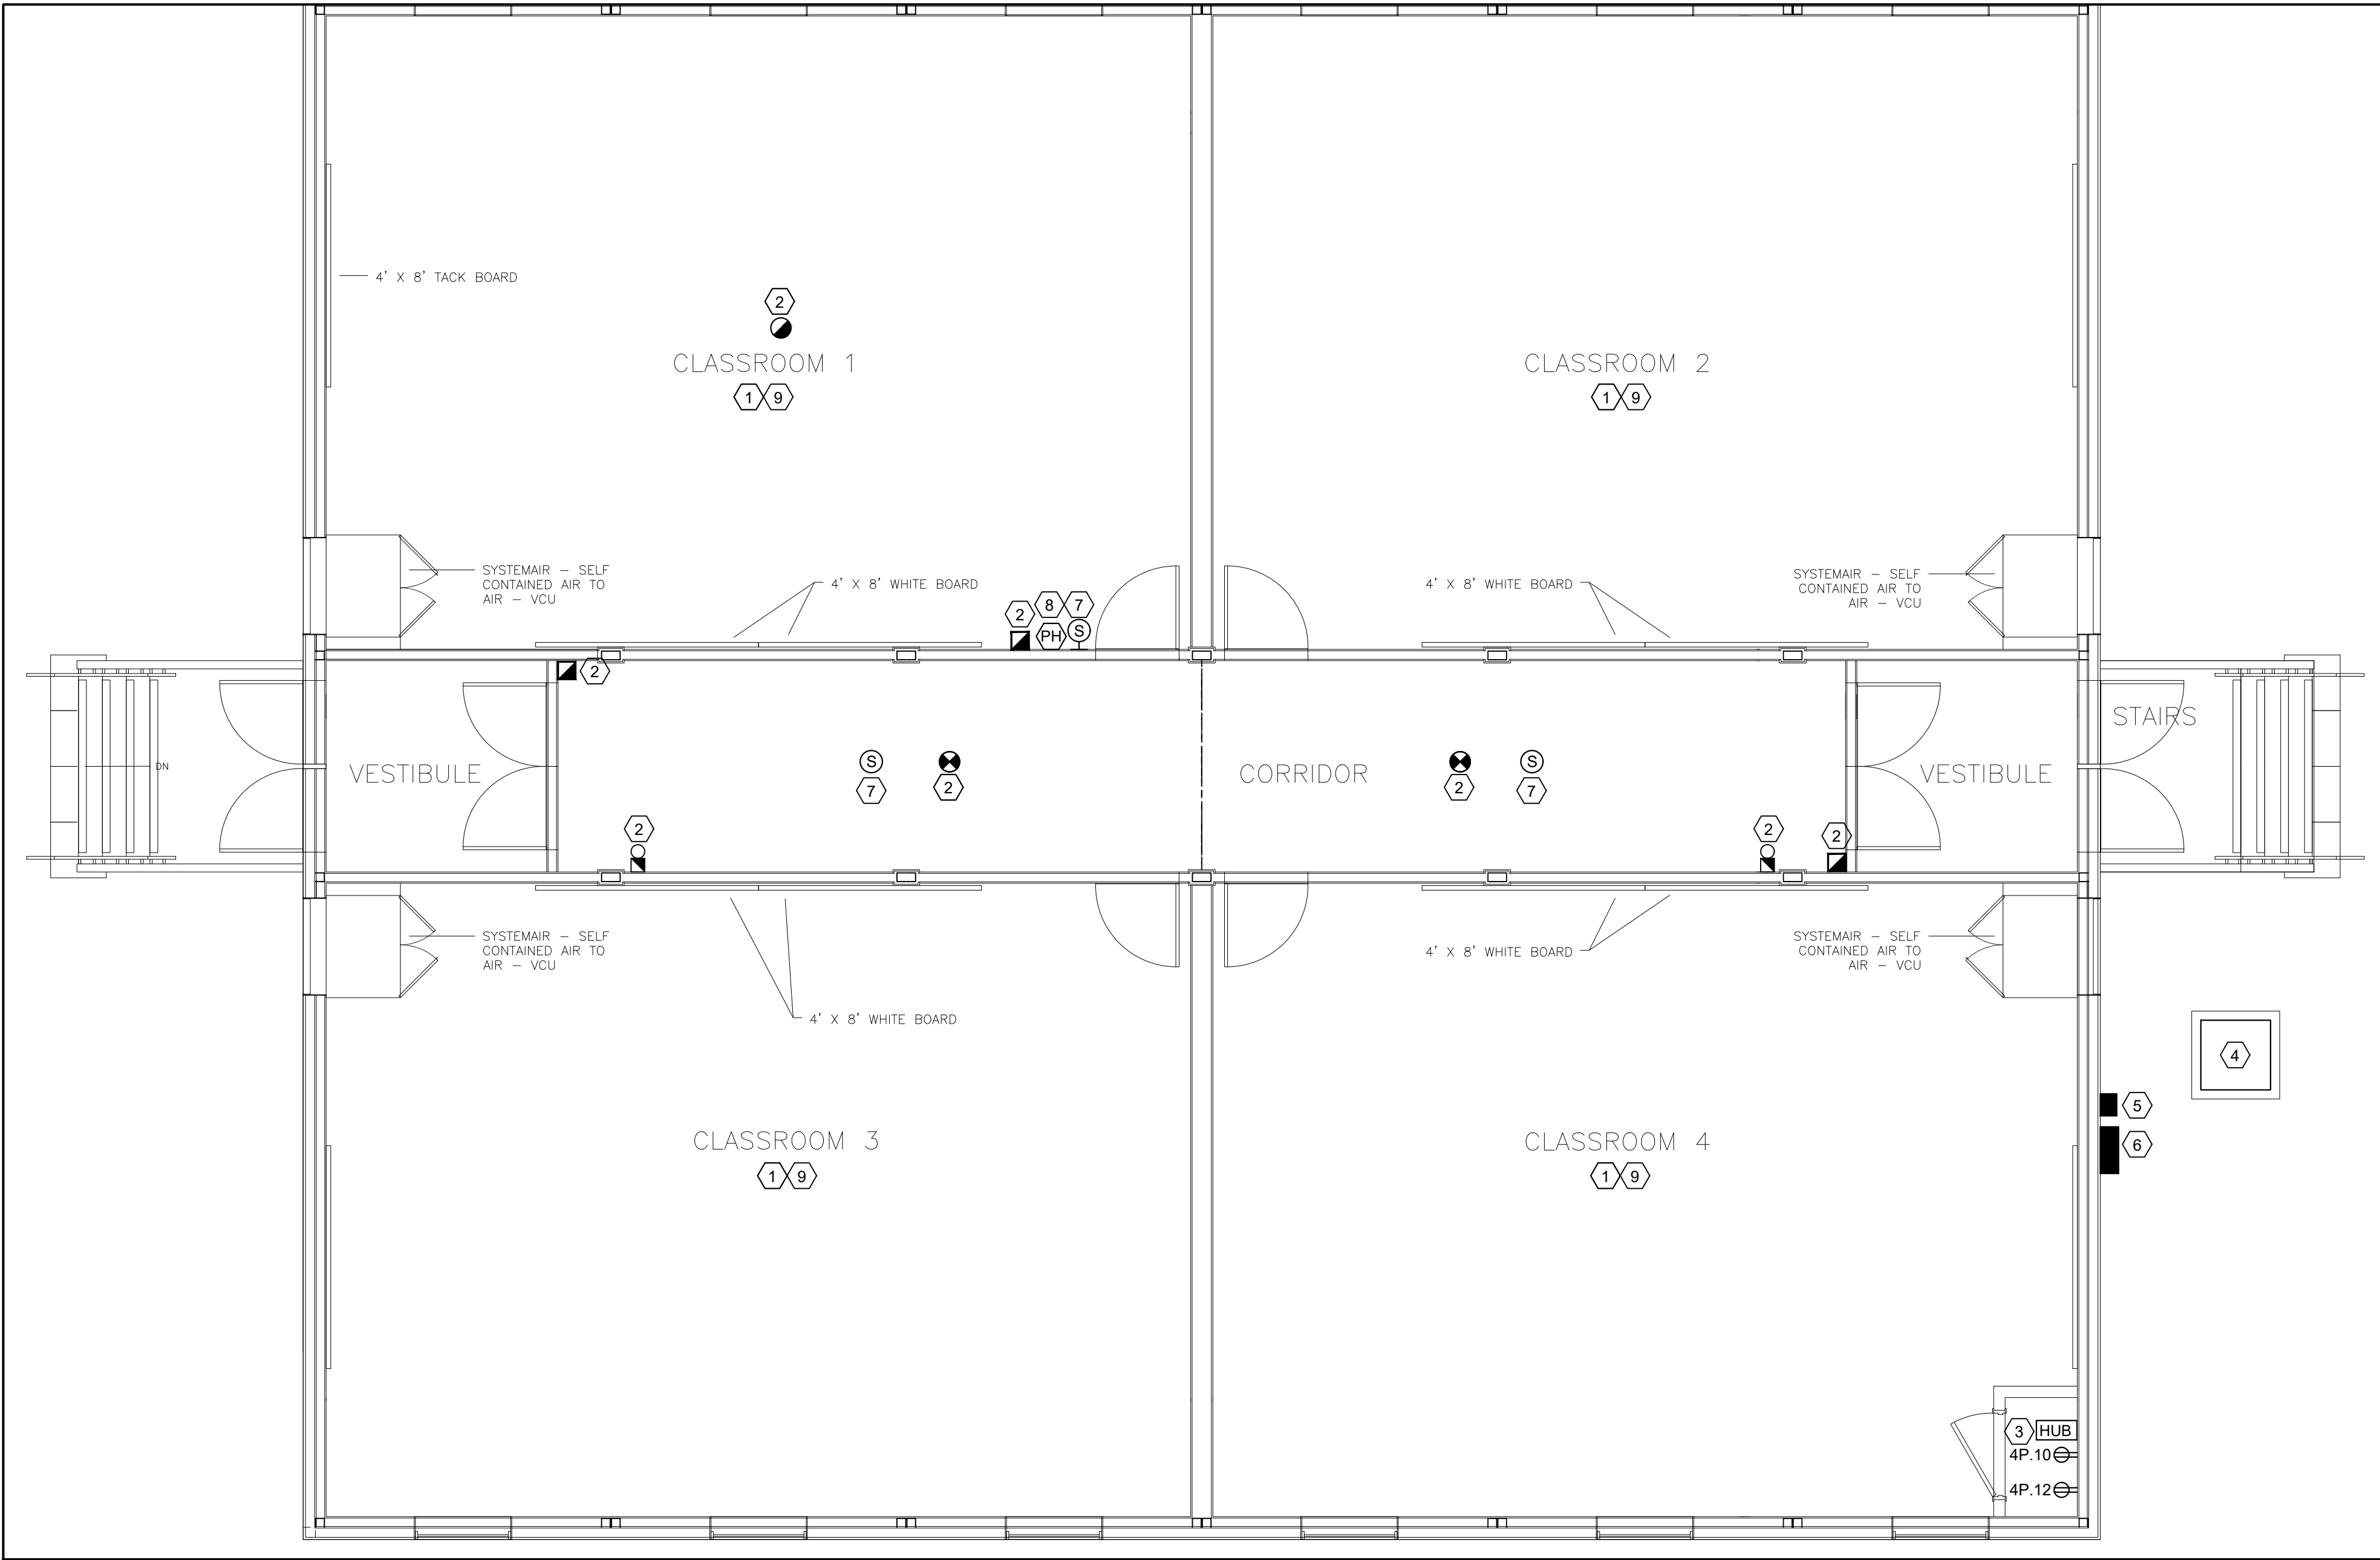 4' X 8' TACK BOARD
2
CLASSROOM 1
1 9
CLASSROOM 2
1 9
SYSTEMAIR – SELF
CONTAINED AIR TO
AIR – VCU
4' X 8' WHITE BOARD
2
8 7
PH
S
4' X 8' WHITE BOARD
SYSTEMAIR – SELF
CONTAINED AIR TO
AIR – VCU
2
DN
VESTIBULE
S
7
2
CORRIDOR
2
S
7
VESTIBULE
STAIRS
2
2
2
SYSTEMAIR – SELF
CONTAINED AIR TO
AIR – VCU
4' X 8' WHITE BOARD
4' X 8' WHITE BOARD
SYSTEMAIR – SELF
CONTAINED AIR TO
AIR – VCU
4
5
6
CLASSROOM 3
1 9
CLASSROOM 4
1 9
3 HUB
4P.10
4P.12